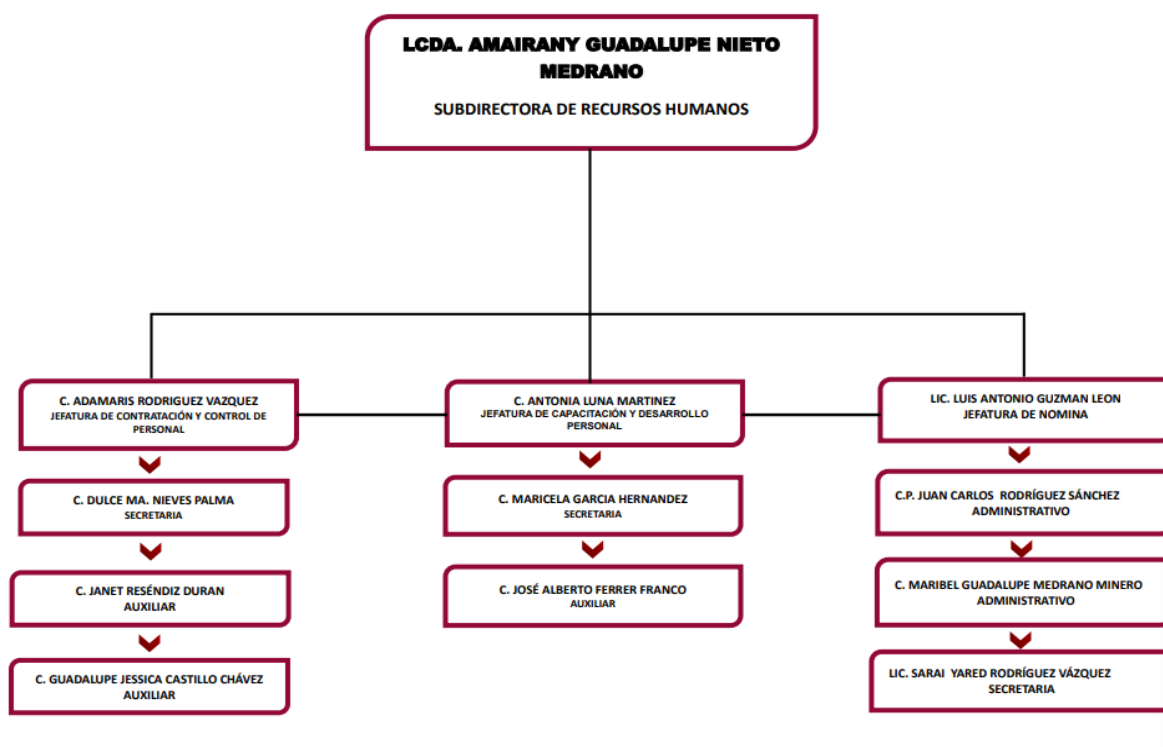 LCDA. AMAIRANY GUADALUPE NIETO
MEDRANO
SUBDIRECTORA DE RECURSOS HUMANOS
C. ADAMARIS RODRIGUEZ VAZQUEZ
JEFATURA DE CONTRATACIÓN Y CONTROL DE
PERSONAL
C. DULCE MA. NIEVES PALMA
SECRETARIA
C. JANET RESÉNDIZ DURAN
AUXILIAR
C. GUADALUPE JESSICA CASTILLO CHÁVEZ
AUXILIAR
C. ANTONIA LUNA MARTINEZ
JEFATURA DE CAPACITACIÓN Y DESARROLLO
PERSONAL
C. MARICELA GARCIA HERNANDEZ
SECRETARIA
C. JOSÉ ALBERTO FERRER FRANCO
AUXILIAR
LIC. LUIS ANTONIO GUZMAN LEON
JEFATURA DE NOMINA
C.P. JUAN CARLOS RODRÍGUEZ SÁNCHEZ
ADMINISTRATIVO
C. MARIBEL GUADALUPE MEDRANO MINERO
ADMINISTRATIVO
LIC. SARAI YARED RODRÍGUEZ VÁZQUEZ
SECRETARIA